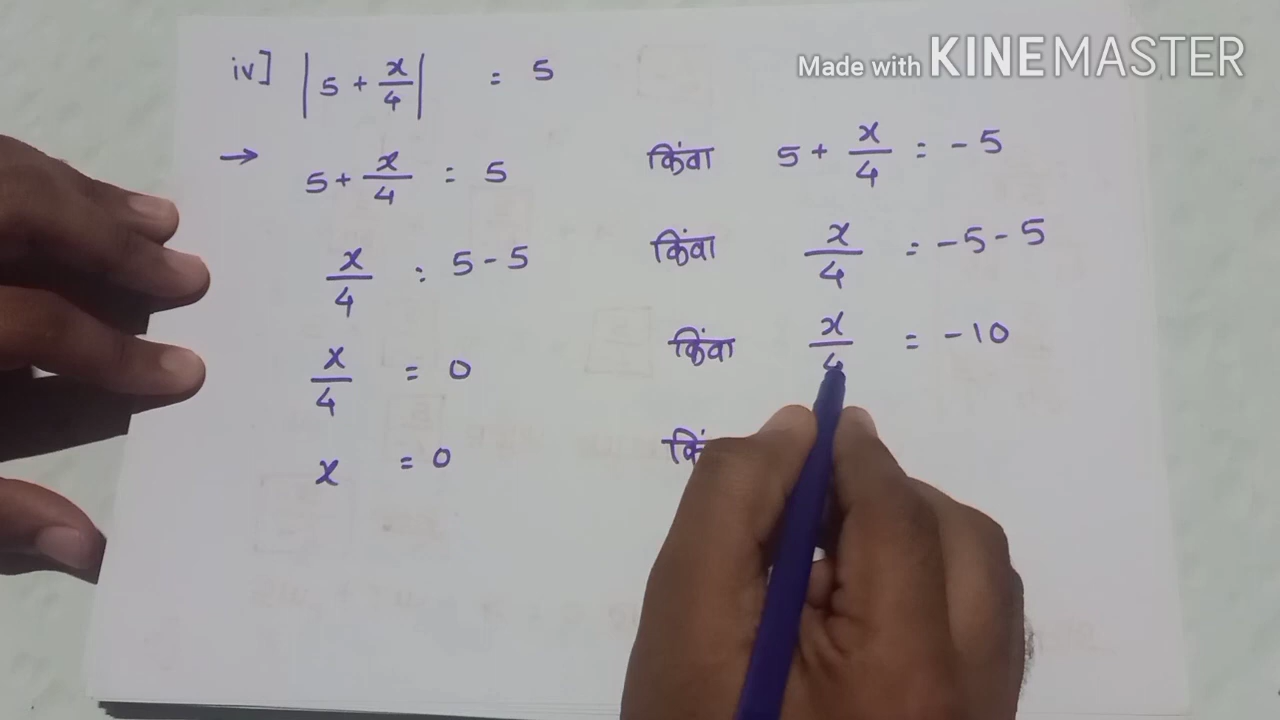 Made with KINEMASTER
iv] |5 + x/4| = 5
→ 5 + x/4 = 5 किंवा 5 + x/4 = - 5
x/4 = 5 - 5 किंवा x/4 = -5 - 5
x/4 = 0 किंवा x/4 = -10
x = 0